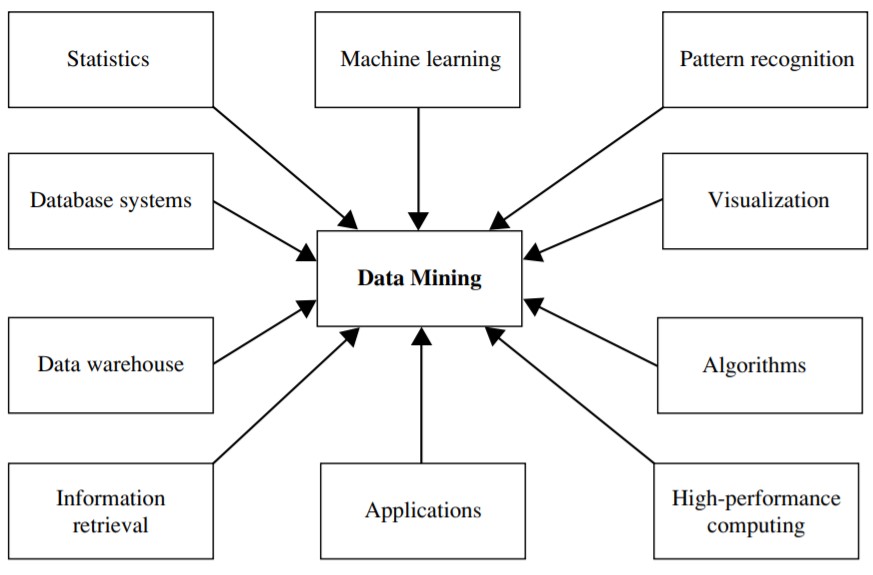 Statistics
Machine learning
Pattern recognition
Database systems
Visualization
Data Mining
Data warehouse
Algorithms
Information
retrieval
Applications
High-performance
computing